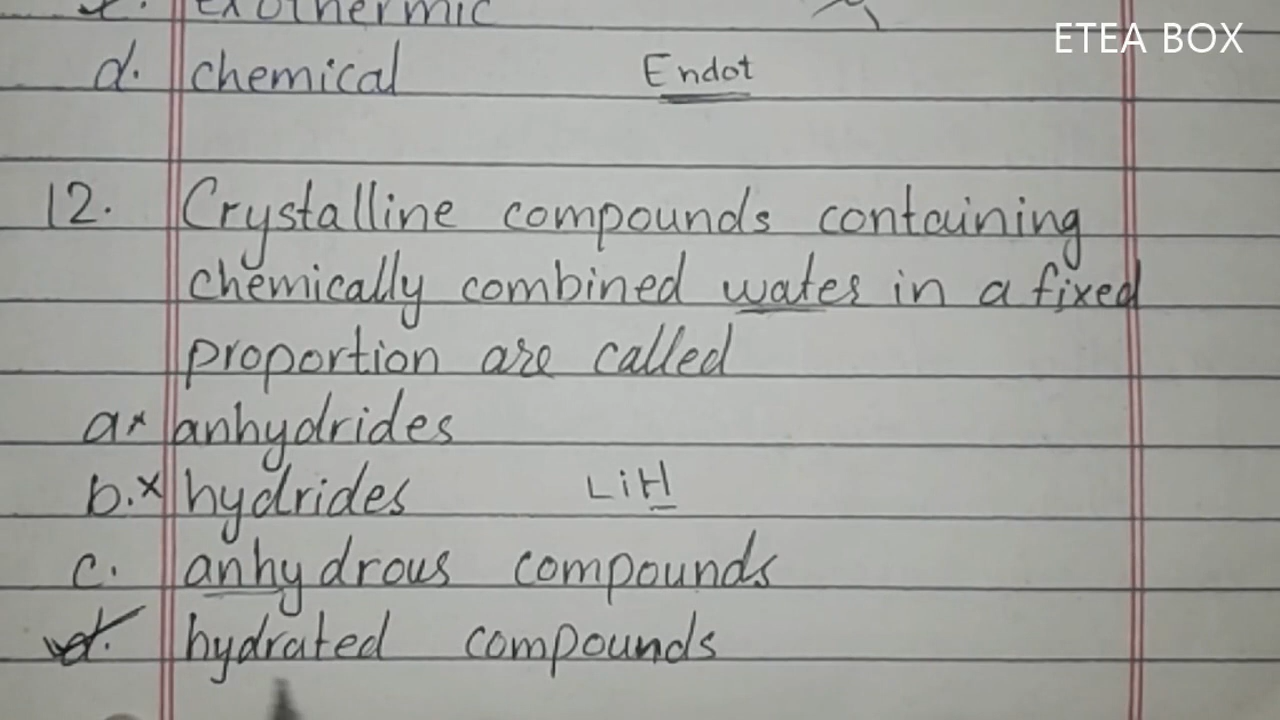 ETEA BOX
c. exothermic
d. chemical Endot
12. Crystalline compounds containing
chemically combined water in a fixed
proportion are called
a. anhydrides
b. hydrides LiH
c. anhydrous compounds
d. hydrated compounds